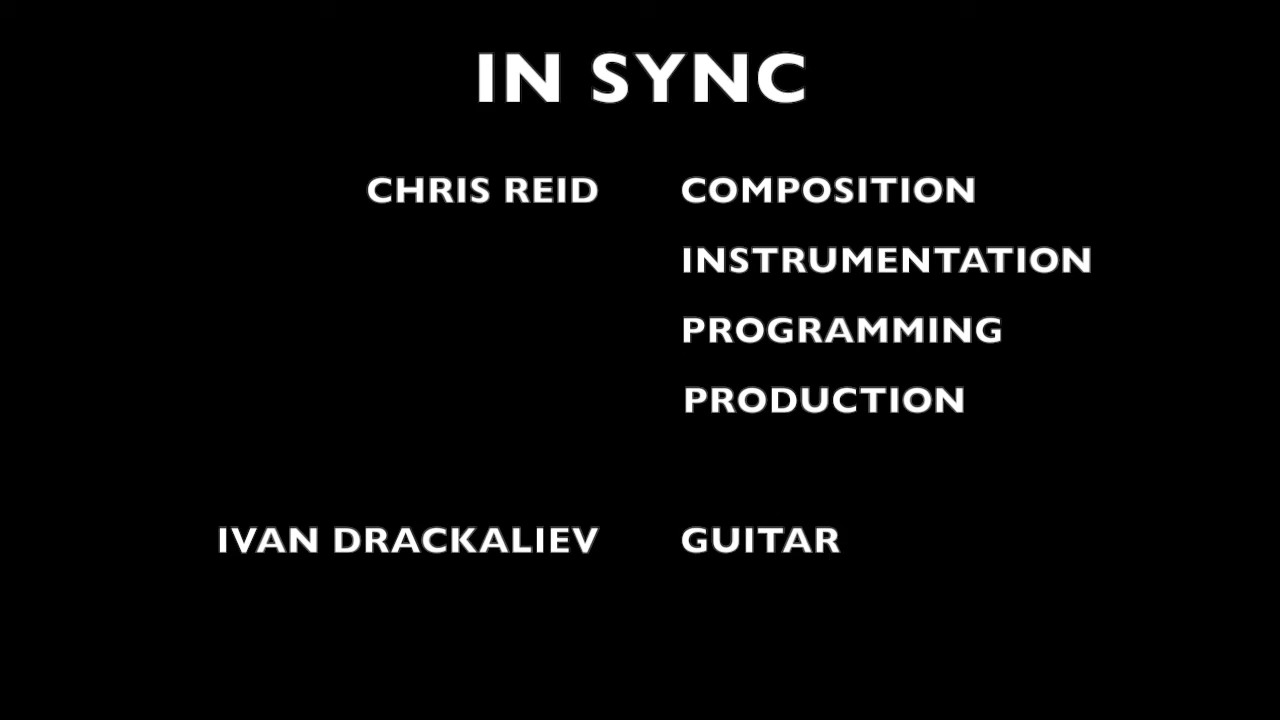 IN SYNC
CHRIS REID COMPOSITION
INSTRUMENTATION
PROGRAMMING
PRODUCTION
IVAN DRACKALIEV GUITAR